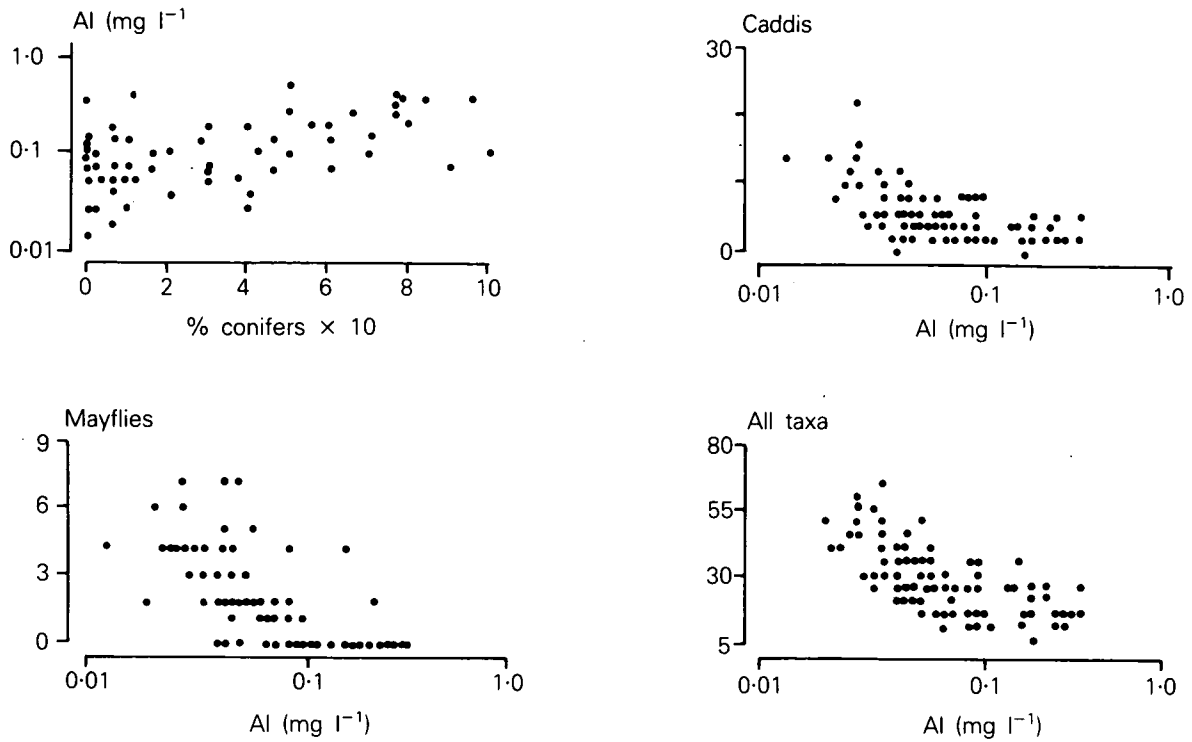 Al (mg l⁻¹
1·0
0·1
0·01
0 2 4 6 8 10
% conifers × 10
Caddis
30
0
0·01 0·1 1·0
Al (mg l⁻¹)
Mayflies
9
6
3
0
0·01 0·1 1·0
Al (mg l⁻¹)
All taxa
80
55
30
5
0·01 0·1 1·0
Al (mg l⁻¹)